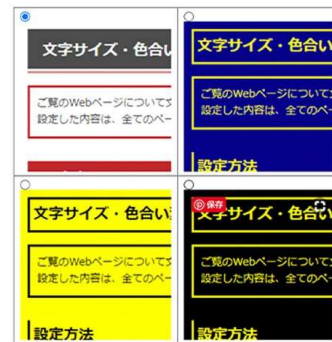 文字サイズ・色合い
ご覧のWebページについて
設定した内容は、全てのペー
文字サイズ・色合い
ご覧のWebページについて
設定した内容は、全てのペー
設定方法
文字サイズ・色合い
ご覧のWebページについて
設定した内容は、全てのペー
設定方法
保存
文字サイズ・色合い
ご覧のWebページについて
設定した内容は、全てのペー
設定方法